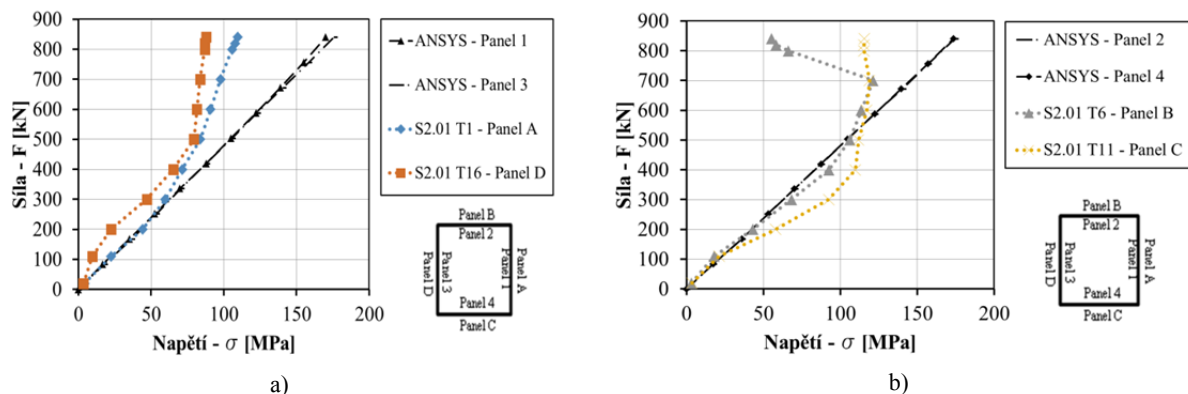 900
800
700
600
500
400
300
200
100
0
Síla - F [kN]
0 50 100 150 200
Napětí - σ [MPa]
ANSYS - Panel 1
ANSYS - Panel 3
S2.01 T1 - Panel A
S2.01 T16 - Panel D
Panel B
Panel 2
Panel D
Panel 3
Panel 1
Panel A
Panel 4
Panel C
a)
900
800
700
600
500
400
300
200
100
0
Síla - F [kN]
0 50 100 150 200
Napětí - σ [MPa]
ANSYS - Panel 2
ANSYS - Panel 4
S2.01 T6 - Panel B
S2.01 T11 - Panel C
Panel B
Panel 2
Panel D
Panel 3
Panel 1
Panel A
Panel 4
Panel C
b)